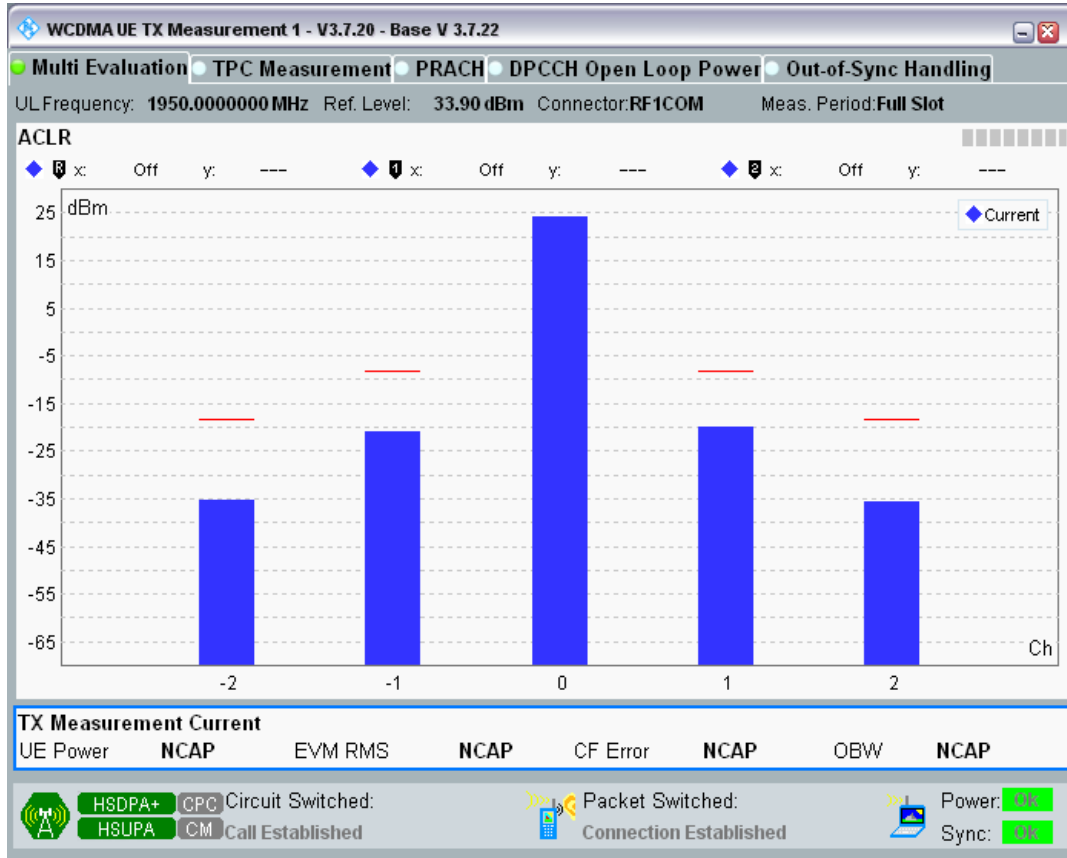 WCDMA UE TX Measurement 1 - V3.7.20 - Base V 3.7.22
Multi Evaluation TPC Measurement PRACH DPCCH Open Loop Power Out-of-Sync Handling
UL Frequency: 1950.0000000 MHz Ref. Level: 33.90 dBm Connector:RF1COM Meas. Period:Full Slot
ACLR
R x: Off y: --- 1 x: Off y: --- 2 x: Off y: ---
dBm
Current
25
15
5
-5
-15
-25
-35
-45
-55
-65
Ch
-2 -1 0 1 2
TX Measurement Current
UE Power NCAP EVM RMS NCAP CF Error NCAP OBW NCAP
HSDPA+ CPC Circuit Switched: Packet Switched: Power: Ok
HSUPA CM Call Established Connection Established Sync: Ok